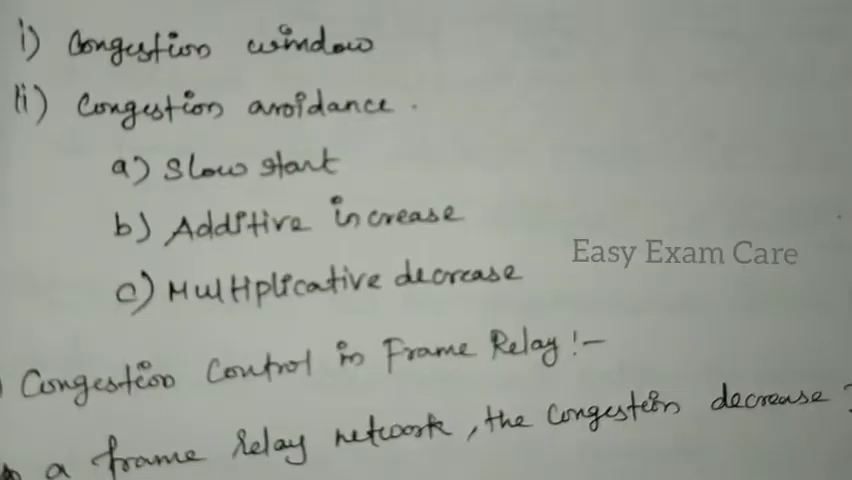 i) Congestion window
ii) Congestion avoidance.
a) Slow start
b) Additive increase
c) Multiplicative decrease
Easy Exam Care
Congestion Control in Frame Relay :-
a frame relay network, the congestion decrease